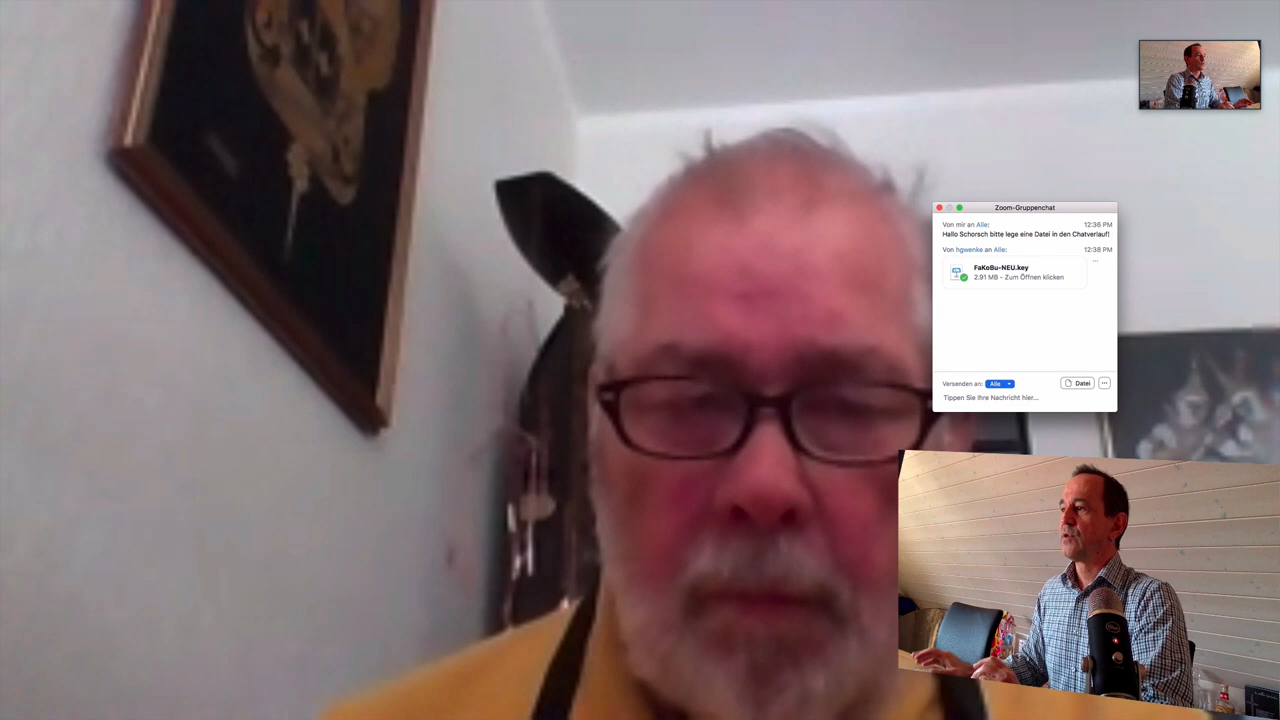 Zoom-Gruppenchat
Von mir an Alle: 12:36 PM
Hallo Schorsch bitte lege eine Datei in den Chatverlauf!
Von hgwenke an Alle: 12:38 PM
FaKoBu-NEU.key
2.91 MB - Zum Öffnen klicken
Versenden an: Alle Datei
Tippen Sie Ihre Nachricht hier...